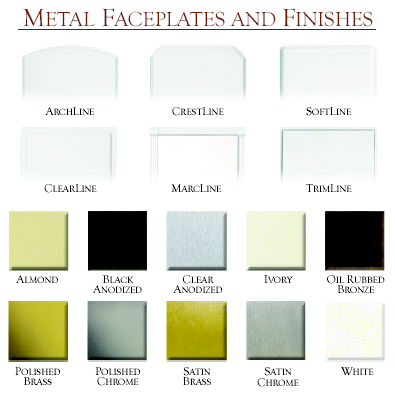 METAL FACEPLATES AND FINISHES
ARCHLINE
CRESTLINE
SOFTLINE
CLEARLINE
MARCLINE
TRIMLINE
ALMOND
BLACK
ANODIZED
CLEAR
ANODIZED
IVORY
OIL RUBBED
BRONZE
POLISHED
BRASS
POLISHED
CHROME
SATIN
BRASS
SATIN
CHROME
WHITE